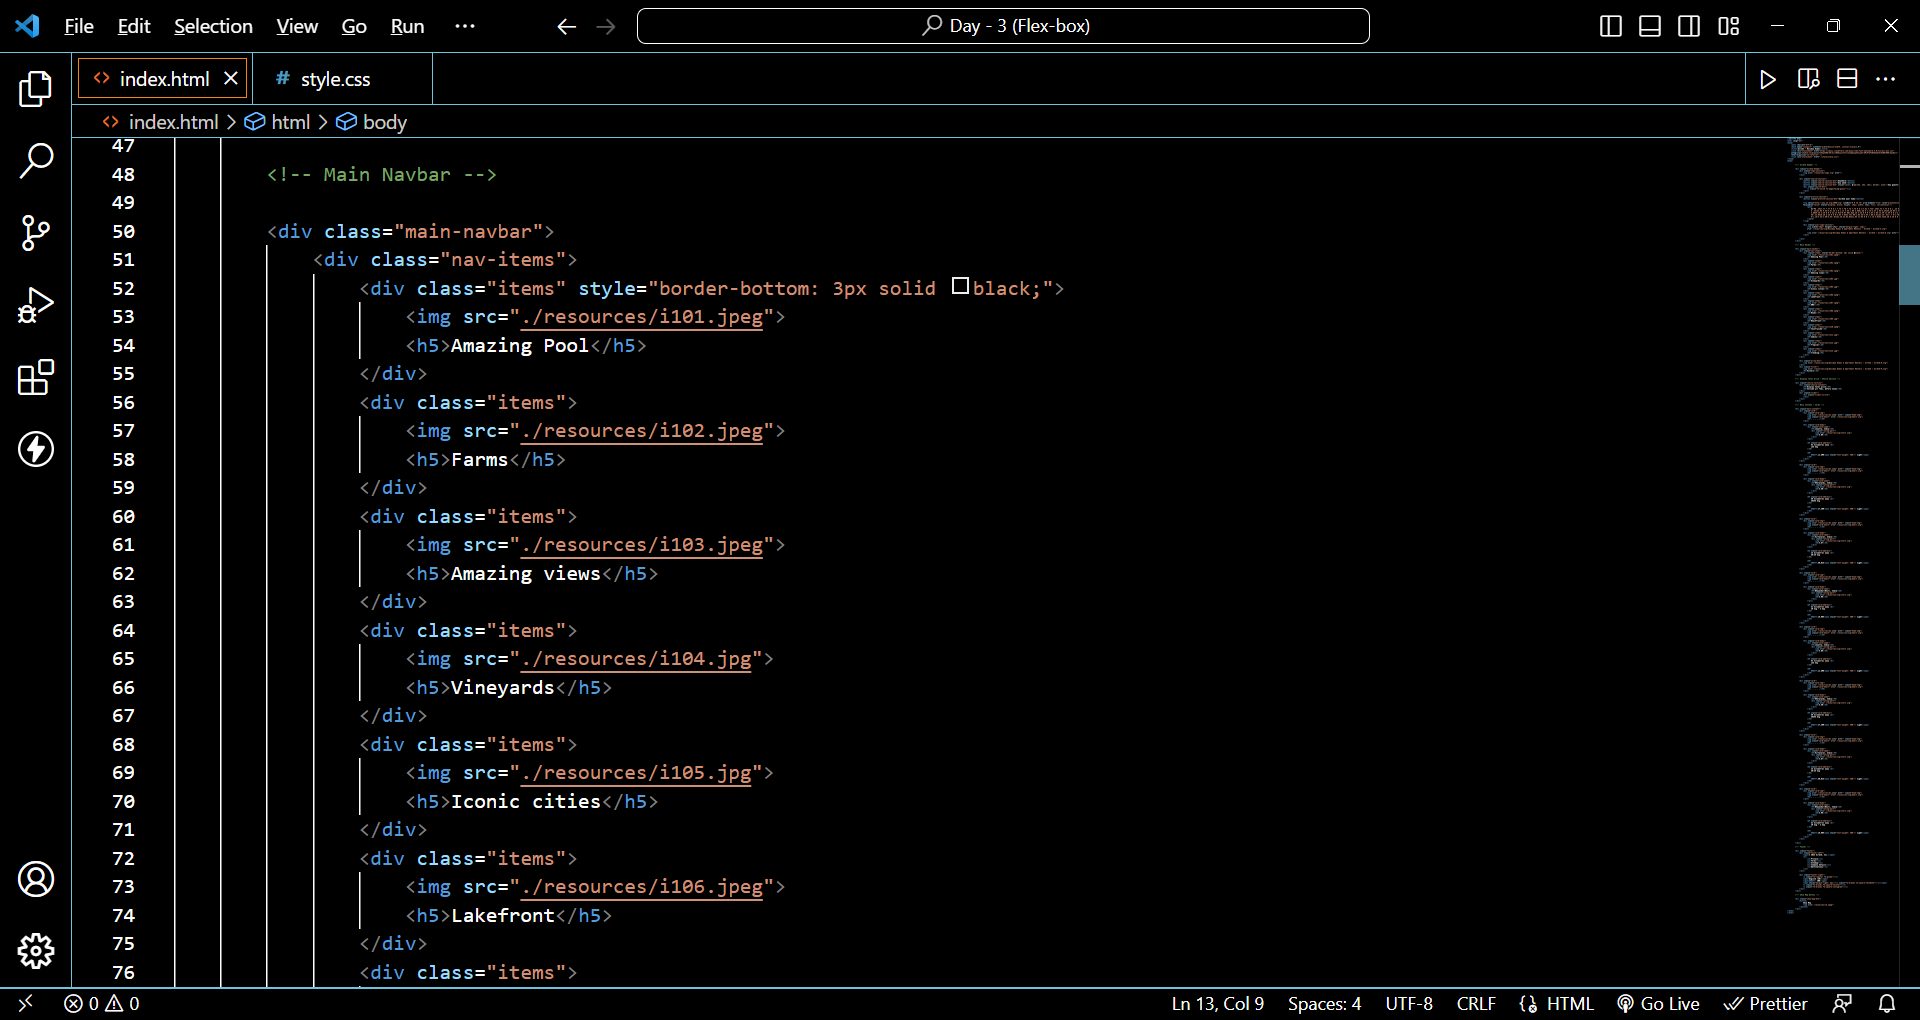 File Edit Selection View Go Run ··· Day - 3 (Flex-box)
index.html # style.css
index.html > html > body
47
48 <!-- Main Navbar -->
49
50 <div class="main-navbar">
51 <div class="nav-items">
52 <div class="items" style="border-bottom: 3px solid black;">
53 <img src="./resources/i101.jpeg">
54 <h5>Amazing Pool</h5>
55 </div>
56 <div class="items">
57 <img src="./resources/i102.jpeg">
58 <h5>Farms</h5>
59 </div>
60 <div class="items">
61 <img src="./resources/i103.jpeg">
62 <h5>Amazing views</h5>
63 </div>
64 <div class="items">
65 <img src="./resources/i104.jpg">
66 <h5>Vineyards</h5>
67 </div>
68 <div class="items">
69 <img src="./resources/i105.jpg">
70 <h5>Iconic cities</h5>
71 </div>
72 <div class="items">
73 <img src="./resources/i106.jpeg">
74 <h5>Lakefront</h5>
75 </div>
76 <div class="items">
0 0 Ln 13, Col 9 Spaces: 4 UTF-8 CRLF HTML Go Live Prettier